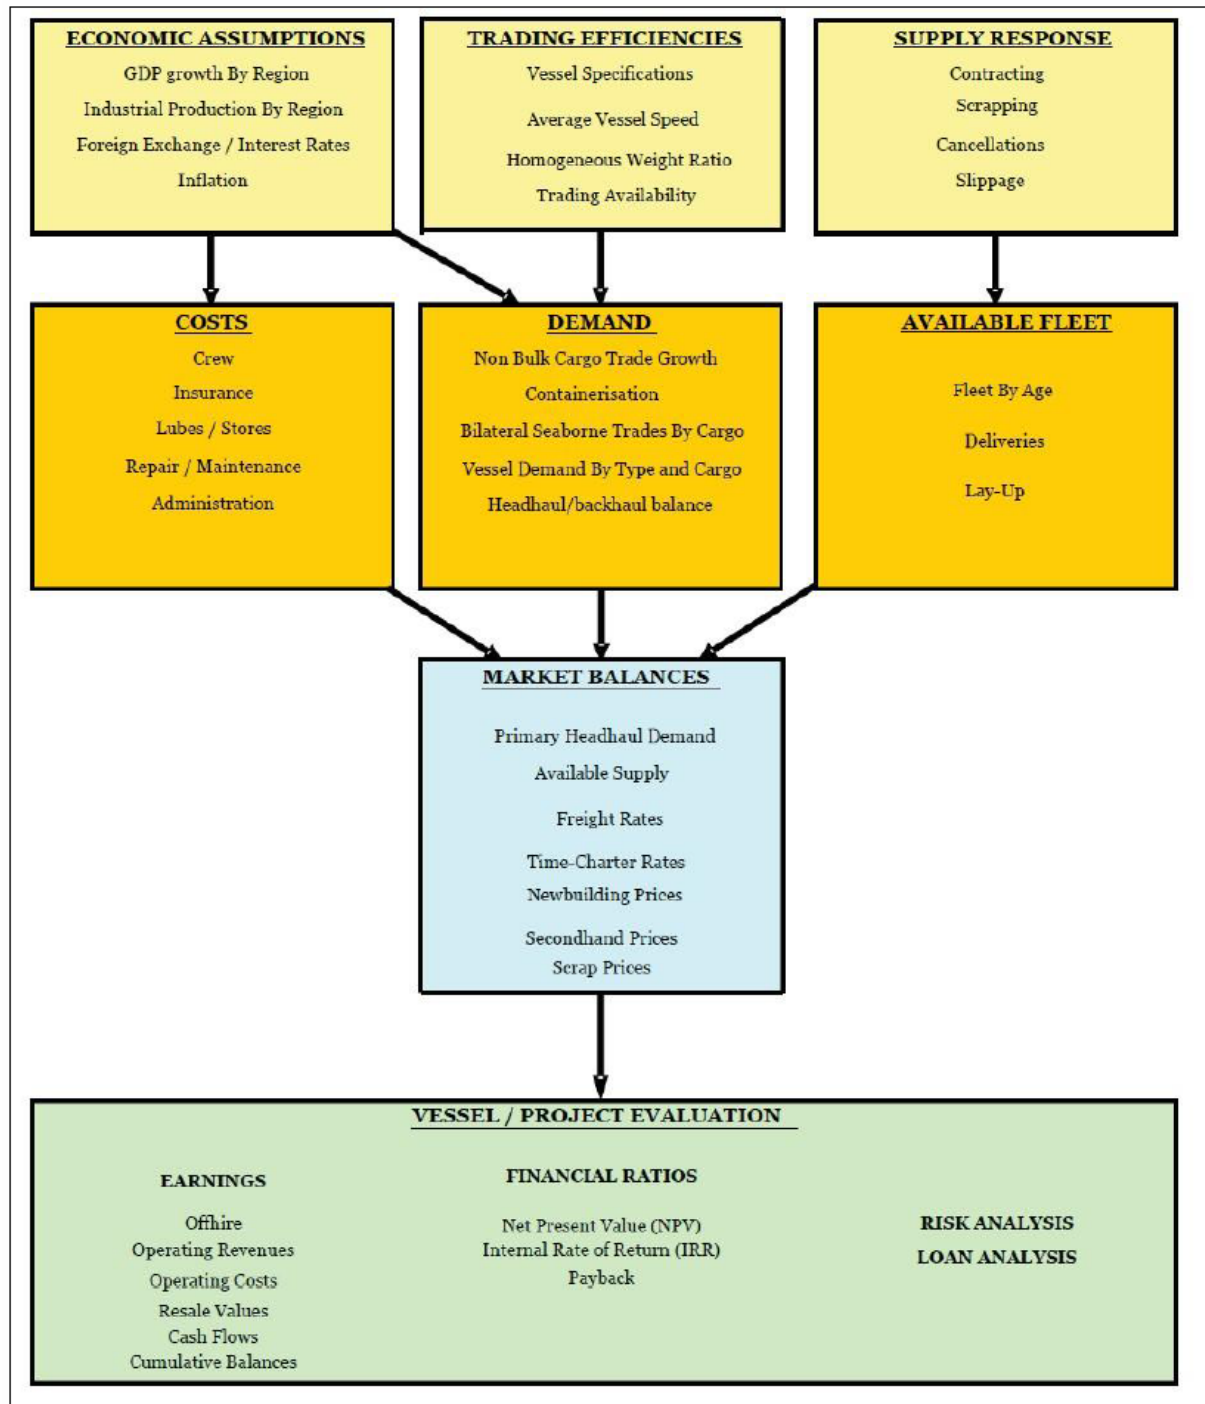 ECONOMIC ASSUMPTIONS
GDP growth By Region
Industrial Production By Region
Foreign Exchange / Interest Rates
Inflation
TRADING EFFICIENCIES
Vessel Specifications
Average Vessel Speed
Homogeneous Weight Ratio
Trading Availability
SUPPLY RESPONSE
Contracting
Scrapping
Cancellations
Slippage
COSTS
Crew
Insurance
Lubes / Stores
Repair / Maintenance
Administration
DEMAND
Non Bulk Cargo Trade Growth
Containerisation
Bilateral Seaborne Trades By Cargo
Vessel Demand By Type and Cargo
Headhaul/backhaul balance
AVAILABLE FLEET
Fleet By Age
Deliveries
Lay-Up
MARKET BALANCES
Primary Headhaul Demand
Available Supply
Freight Rates
Time-Charter Rates
Newbuilding Prices
Secondhand Prices
Scrap Prices
VESSEL / PROJECT EVALUATION
EARNINGS
Offhire
Operating Revenues
Operating Costs
Resale Values
Cash Flows
Cumulative Balances
FINANCIAL RATIOS
Net Present Value (NPV)
Internal Rate of Return (IRR)
Payback
RISK ANALYSIS
LOAN ANALYSIS